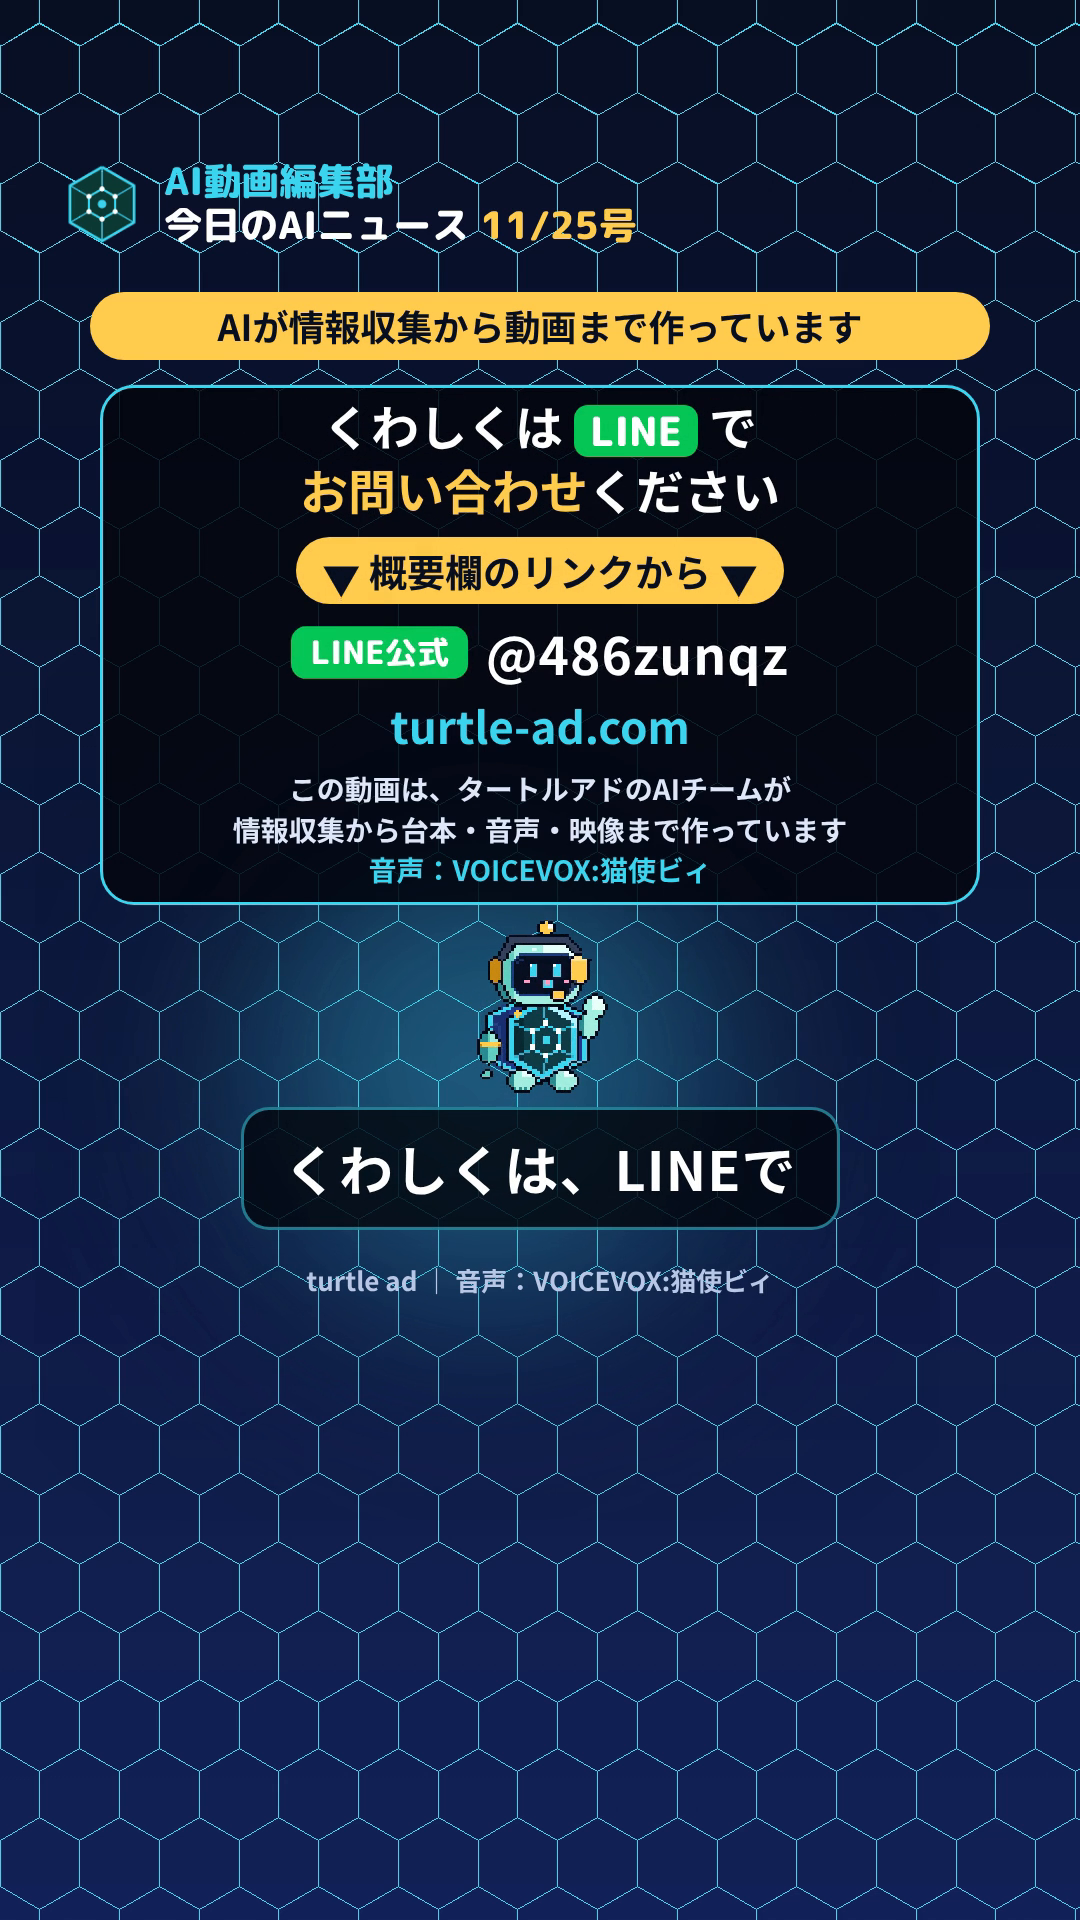 AI動画編集部
今日のAIニュース 11/25号
AIが情報収集から動画まで作っています
くわしくは LINE で
お問い合わせください
▼ 概要欄のリンクから ▼
LINE公式 @486zunqz
turtle-ad.com
この動画は、タートルアドのAIチームが
情報収集から台本・音声・映像まで作っています
音声：VOICEVOX:猫使ビィ
くわしくは、LINEで
turtle ad ｜ 音声：VOICEVOX:猫使ビィ